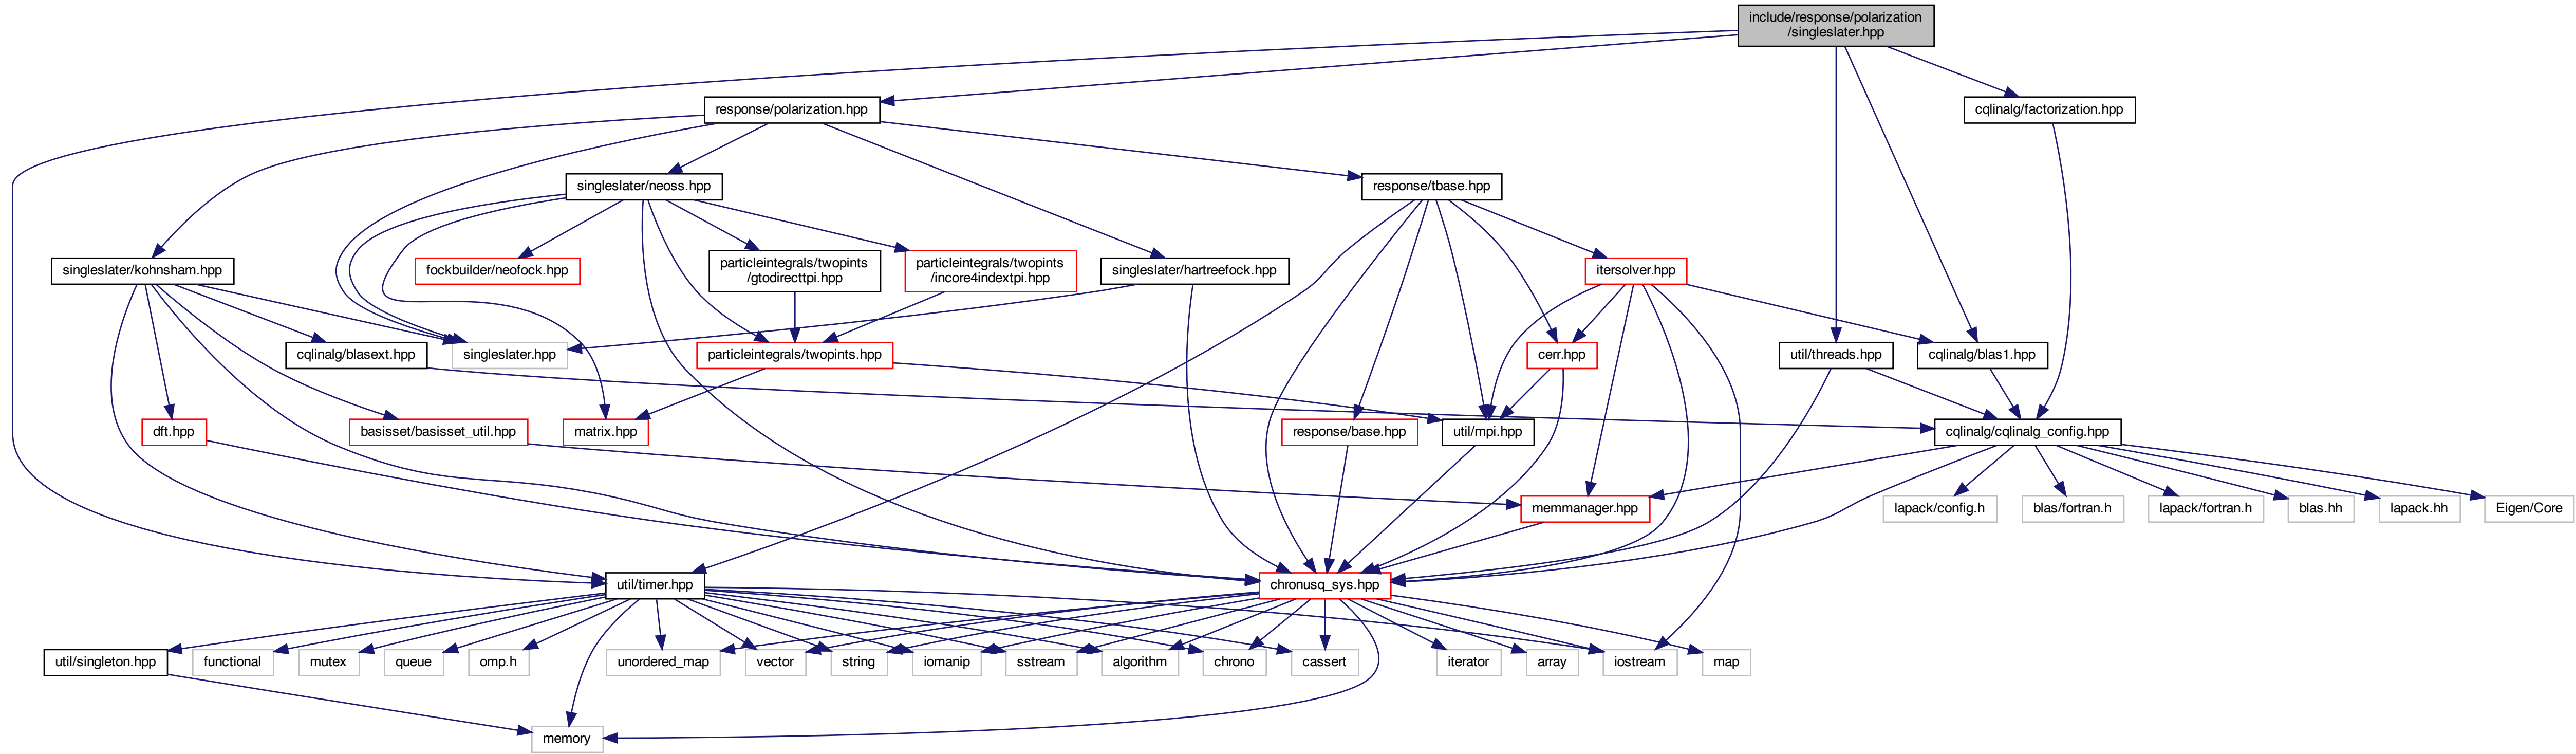 include/response/polarization
/singleslater.hpp
response/polarization.hpp
cqlinalg/factorization.hpp
singleslater/neoss.hpp
response/tbase.hpp
singleslater/kohnsham.hpp
fockbuilder/neofock.hpp
particleintegrals/twopints
/gtodirecttpi.hpp
particleintegrals/twopints
/incore4indextpi.hpp
singleslater/hartreefock.hpp
itersolver.hpp
cqlinalg/blasext.hpp
singleslater.hpp
particleintegrals/twopints.hpp
cerr.hpp
util/threads.hpp
cqlinalg/blas1.hpp
dft.hpp
basisset/basisset_util.hpp
matrix.hpp
response/base.hpp
util/mpi.hpp
cqlinalg/cqlinalg_config.hpp
memmanager.hpp
lapack/config.h
blas/fortran.h
lapack/fortran.h
blas.hh
lapack.hh
Eigen/Core
util/timer.hpp
chronusq_sys.hpp
util/singleton.hpp
functional
mutex
queue
omp.h
unordered_map
vector
string
iomanip
sstream
algorithm
chrono
cassert
iterator
array
iostream
map
memory